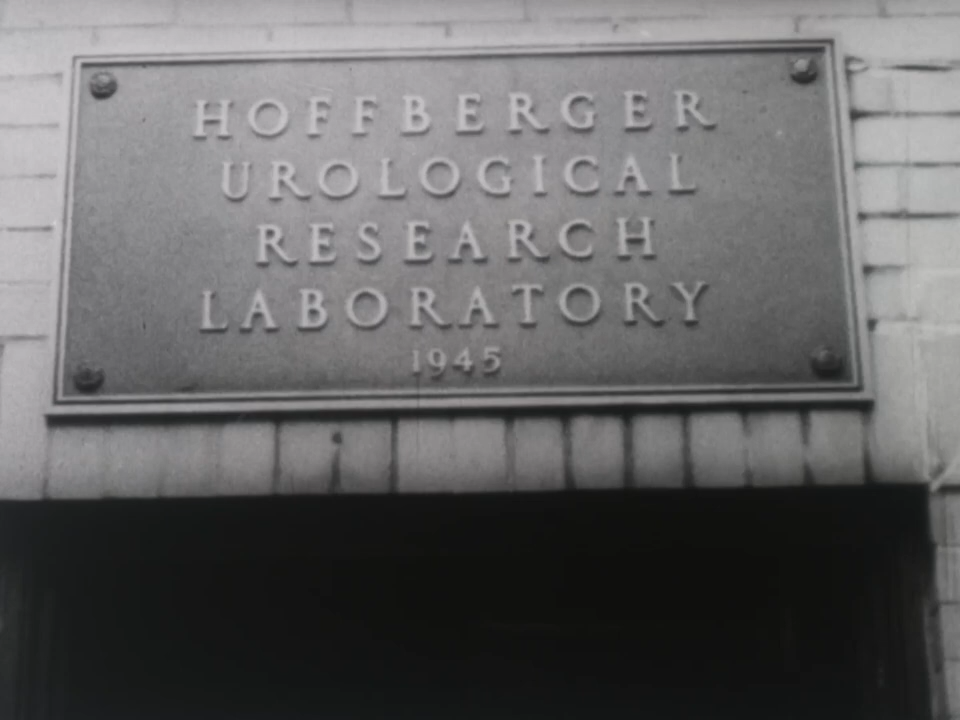 HOFFBERGER
UROLOGICAL
RESEARCH
LABORATORY
1945